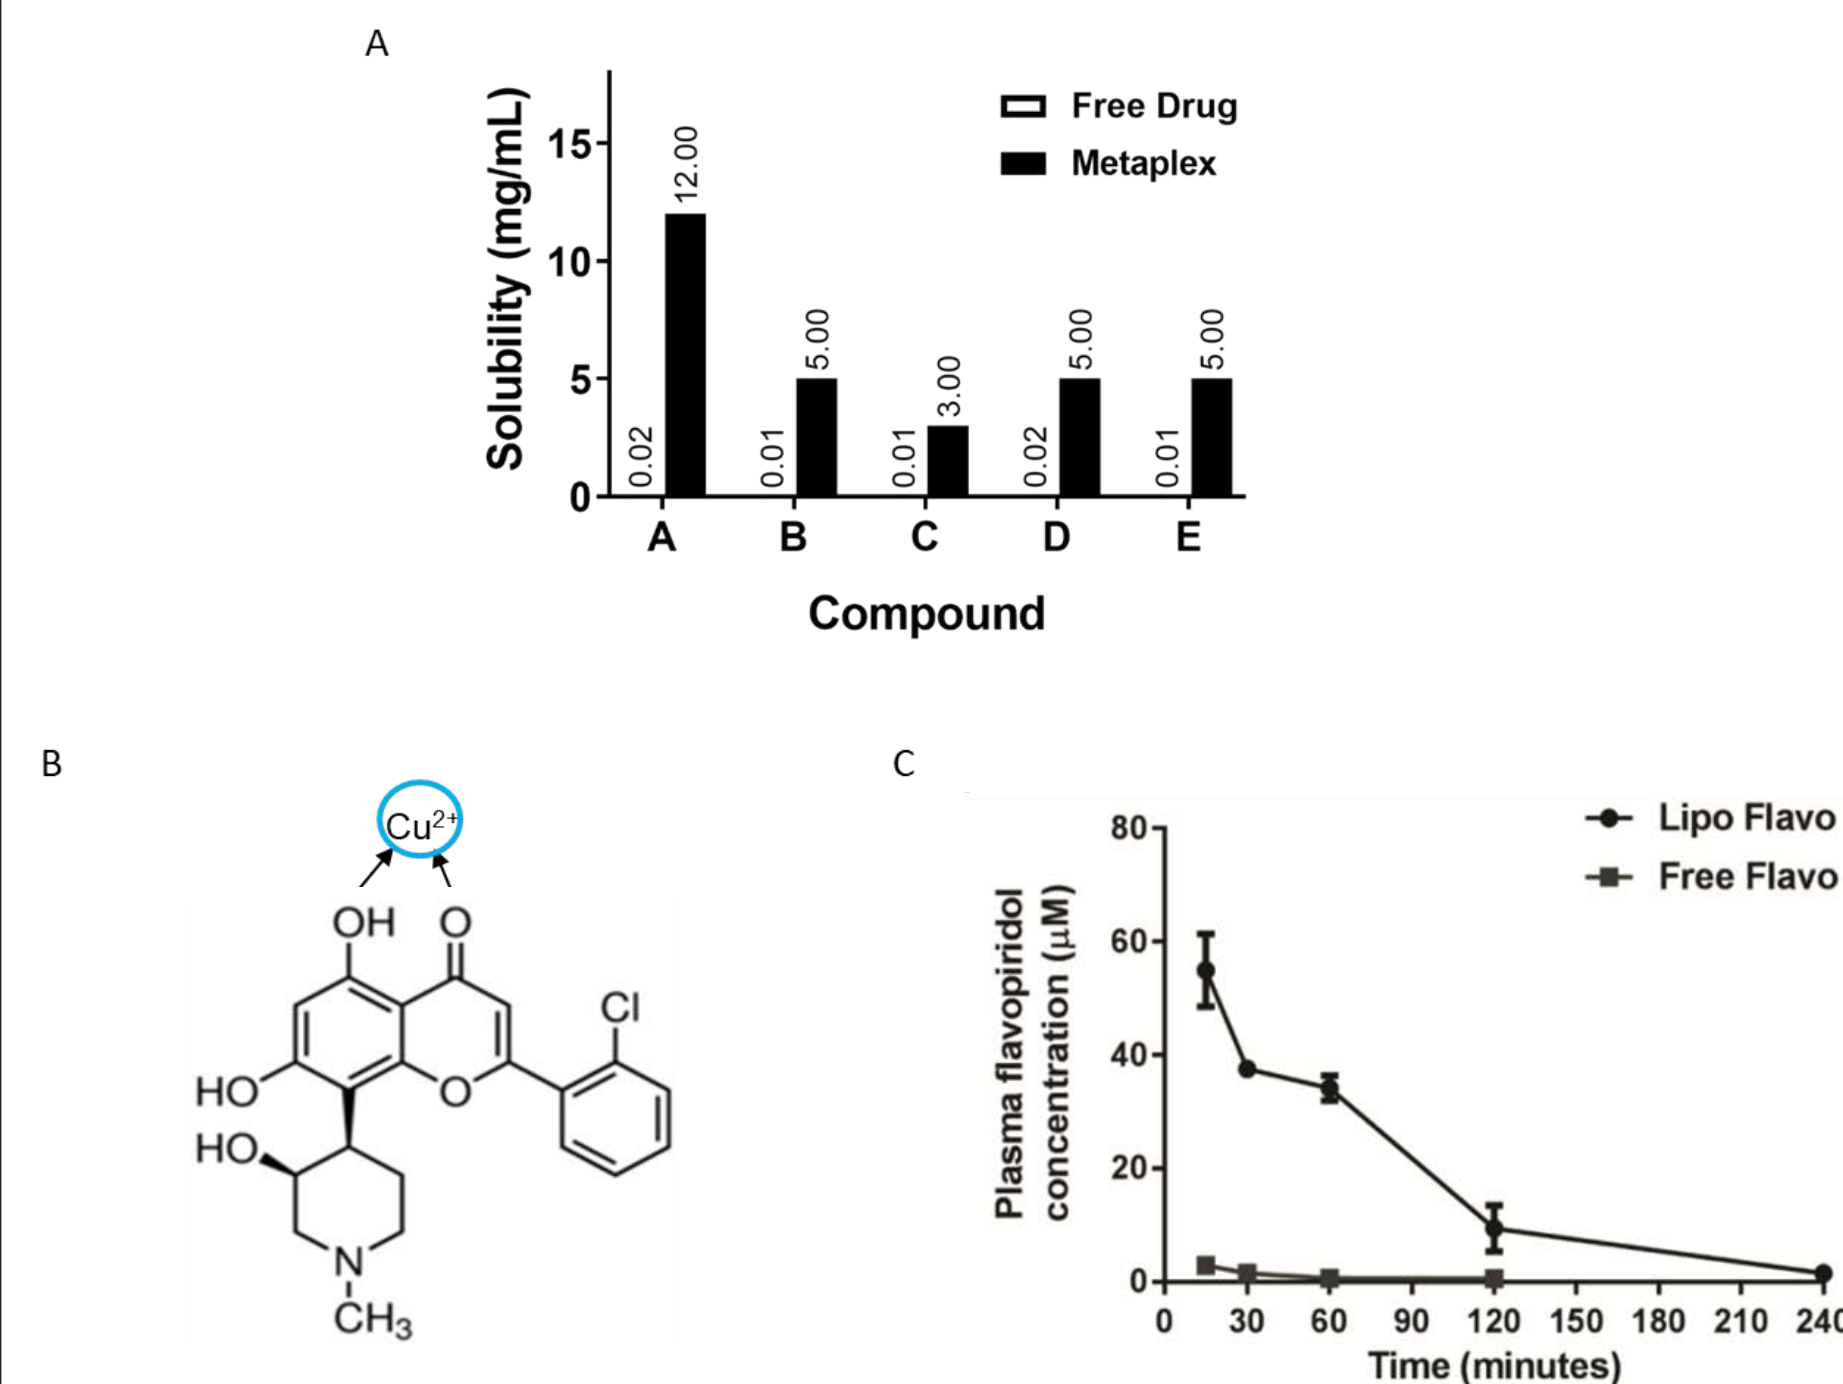 A
Solubility (mg/mL)
15
10
5
0
Free Drug
Metaplex
0.02
12.00
0.01
5.00
0.01
3.00
0.02
5.00
0.01
5.00
A B C D E
Compound
B
Cu2+
OH O
Cl
HO
O
HO
N
CH3
C
Lipo Flavo
Free Flavo
Plasma flavopiridol
concentration (μM)
80
60
40
20
0
0 30 60 90 120 150 180 210 240
Time (minutes)